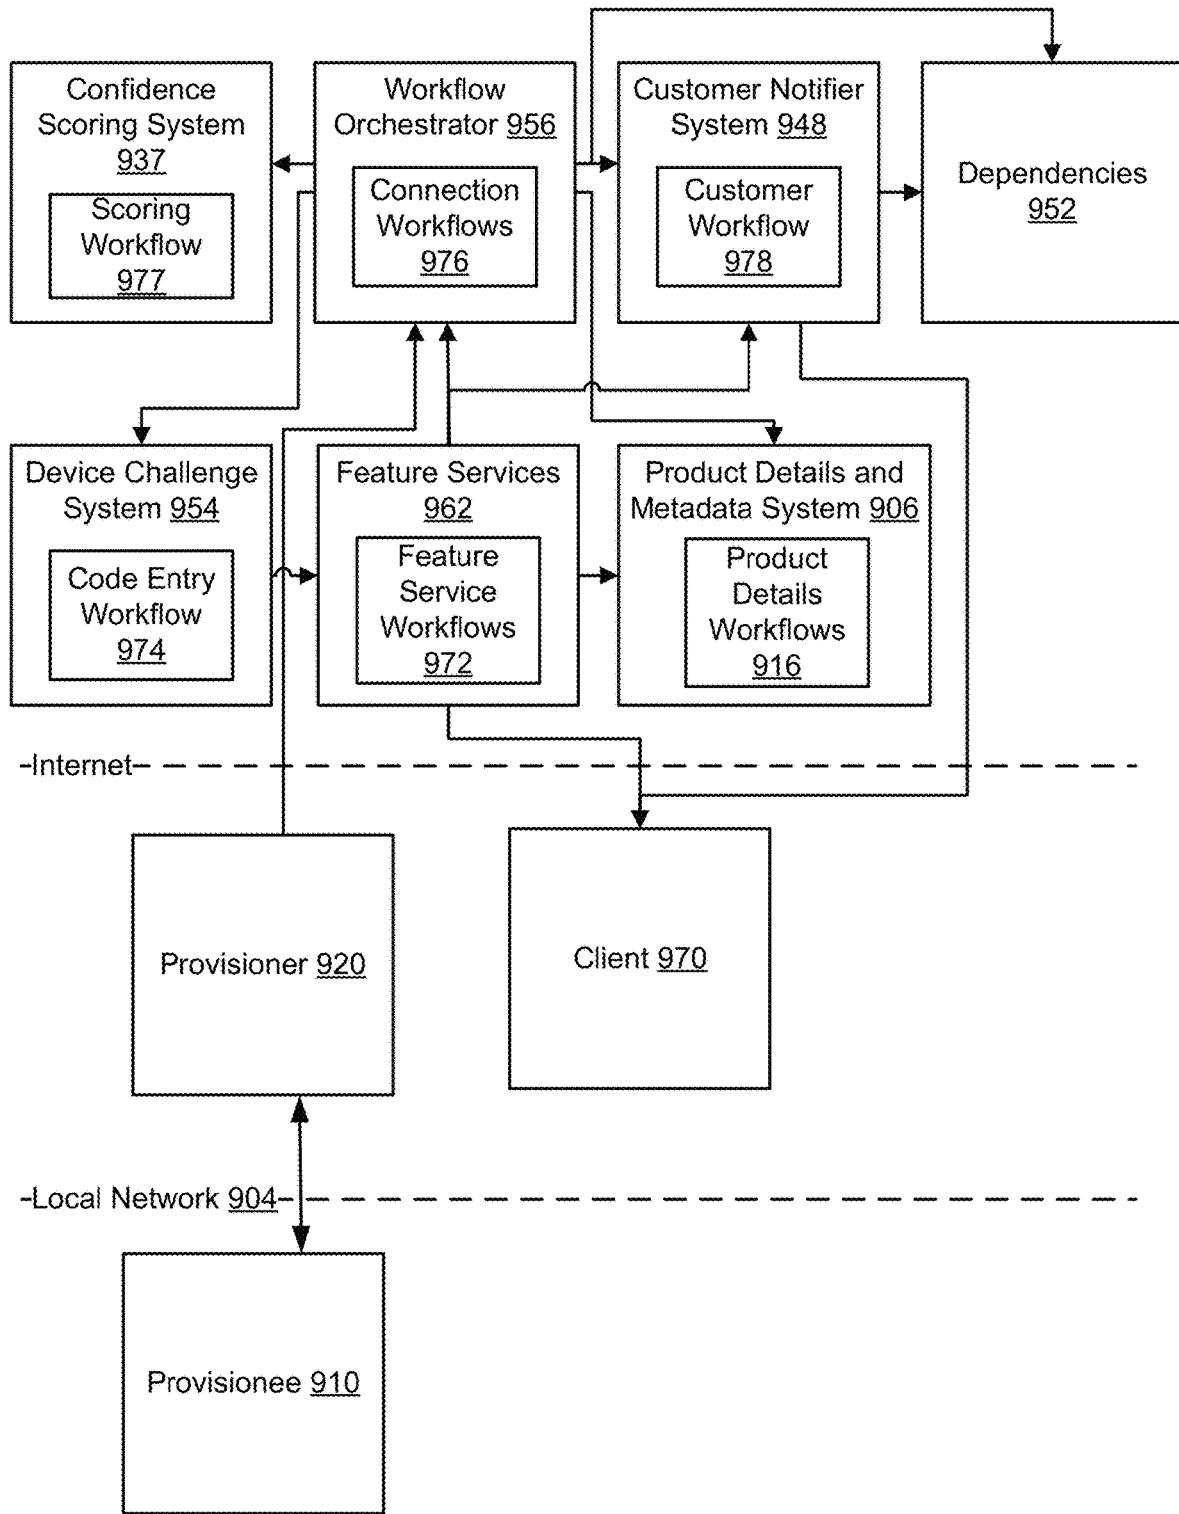 Confidence
Scoring System
937
Scoring
Workflow
977
Workflow
Orchestrator 956
Connection
Workflows
976
Customer Notifier
System 948
Customer
Workflow
978
Dependencies
952
Device Challenge
System 954
Code Entry
Workflow
974
Feature Services
962
Feature
Service
Workflows
972
Product Details and
Metadata System 906
Product
Details
Workflows
916
Internet
Provisioner 920
Client 970
Local Network 904
Provisionee 910